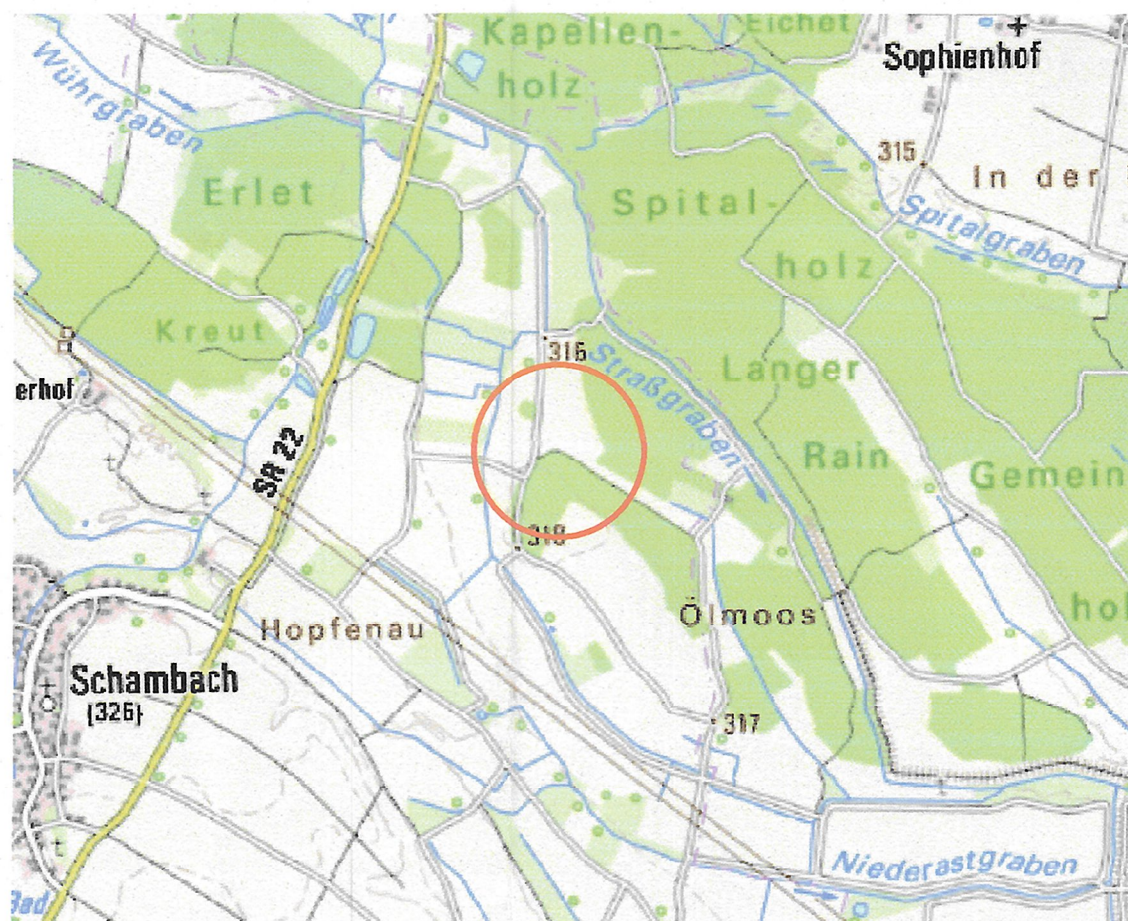 Kapellen-
holz
Eichet
Sophienhof
Wührgraben
315
In der
Erlet
Spital-
holz
Spitalgraben
Kreut
316
Straßgraben
Langer
Rain
erhof
SR 22
Gemein
318
Ölmoos
hol
Hopfenau
Schambach
(326)
317
Niederastgraben
Bad